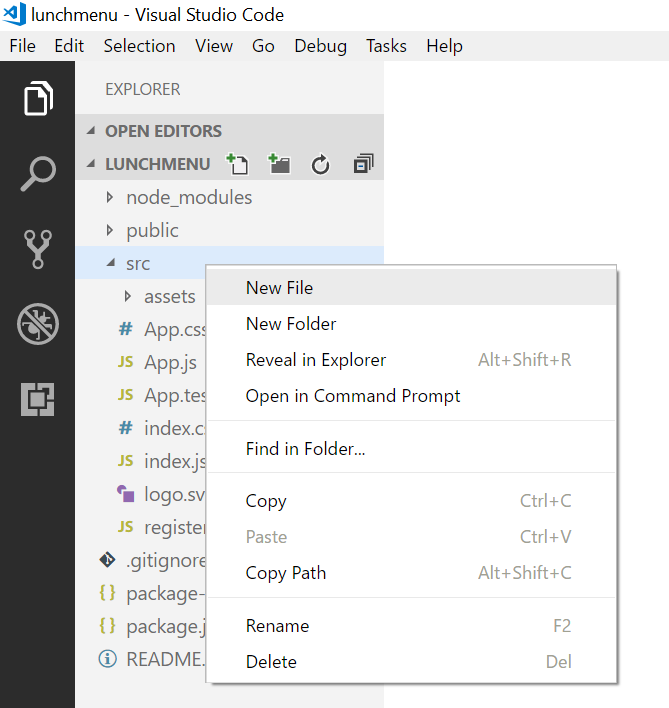 lunchmenu - Visual Studio Code
File Edit Selection View Go Debug Tasks Help
EXPLORER
OPEN EDITORS
LUNCHMENU
node_modules
public
src
assets
# App.css
JS App.js
JS App.tes
# index.c
JS index.js
logo.sv
JS register
.gitignore
{} package-
{} package.j
README.
New File
New Folder
Reveal in Explorer Alt+Shift+R
Open in Command Prompt
Find in Folder...
Copy Ctrl+C
Paste Ctrl+V
Copy Path Alt+Shift+C
Rename F2
Delete Del